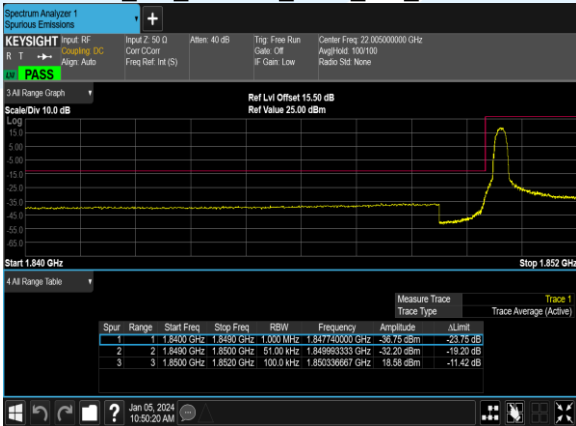 Spectrum Analyzer 1
Spurious Emissions
KEYSIGHT Input: RF Input Z: 50 Ω Atten: 40 dB Trig: Free Run Center Freq: 22.005000000 GHz
R T Coupling: DC Corr CCorr Gate: Off Avg|Hold: 100/100
Align: Auto Freq Ref: Int (S) IF Gain: Low Radio Std: None
PASS
3 All Range Graph
Ref Lvl Offset 15.50 dB
Scale/Div 10.0 dB Ref Value 25.00 dBm
Log
15.0
5.00
-5.00
-15.0
-25.0
-35.0
-45.0
-55.0
-65.0
Start 1.840 GHz Stop 1.852 GHz
4 All Range Table
Measure Trace Trace 1
Trace Type Trace Average (Active)
Spur Range Start Freq Stop Freq RBW Frequency Amplitude ΔLimit
1 1 1.8400 GHz 1.8490 GHz 1.000 MHz 1.847740000 GHz -36.75 dBm -23.75 dB
2 2 1.8490 GHz 1.8500 GHz 51.00 kHz 1.849993333 GHz -32.20 dBm -19.20 dB
3 3 1.8500 GHz 1.8520 GHz 100.0 kHz 1.850336667 GHz 18.58 dBm -11.42 dB
? Jan 05, 2024
10:50:20 AM